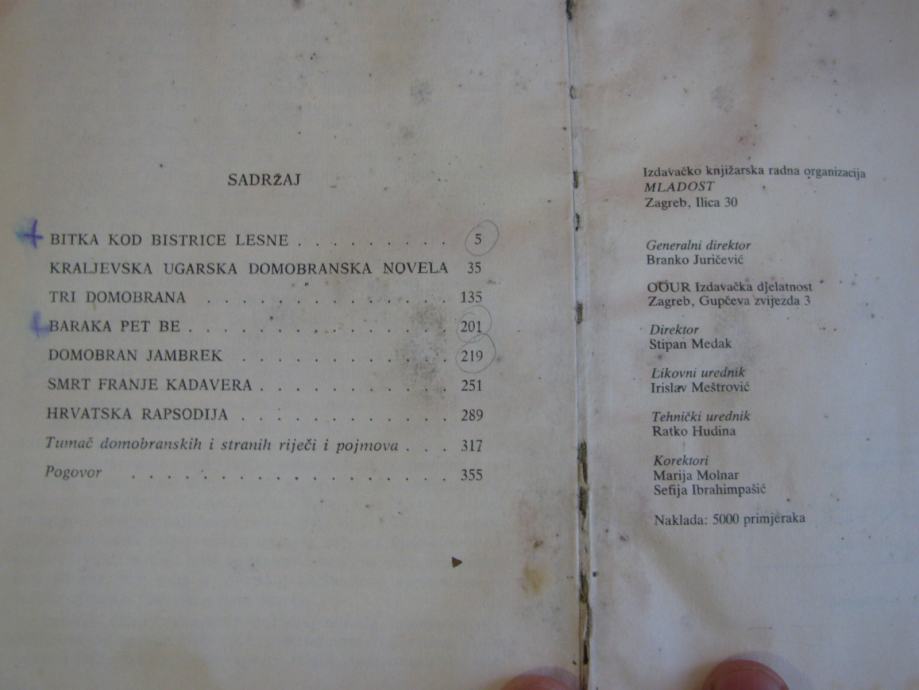 SADRŽAJ
BITKA KOD BISTRICE LESNE . . . . . . . . . 5
KRALJEVSKA UGARSKA DOMOBRANSKA NOVELA 35
TRI DOMOBRANA . . . . . . . . . . . . . . . 135
BARAKA PET BE . . . . . . . . . . . . . . . . 201
DOMOBRAN JAMBREK . . . . . . . . . . . . . 219
SMRT FRANJE KADAVERA . . . . . . . . . . . . 251
HRVATSKA RAPSODIJA . . . . . . . . . . . . . 289
Tumač domobranskih i stranih riječi i pojmova . . . 317
Pogovor . . . . . . . . . . . . . . . . . . . 355
Izdavačko knjižarska radna organizacija
MLADOST
Zagreb, Ilica 30
Generalni direktor
Branko Juričević
OOUR Izdavačka djelatnost
Zagreb, Gupčeva zvijezda 3
Direktor
Stipan Medak
Likovni urednik
Irislav Meštrović
Tehnički urednik
Ratko Hudina
Korektori
Marija Molnar
Sefija Ibrahimpašić
Naklada: 5000 primjeraka